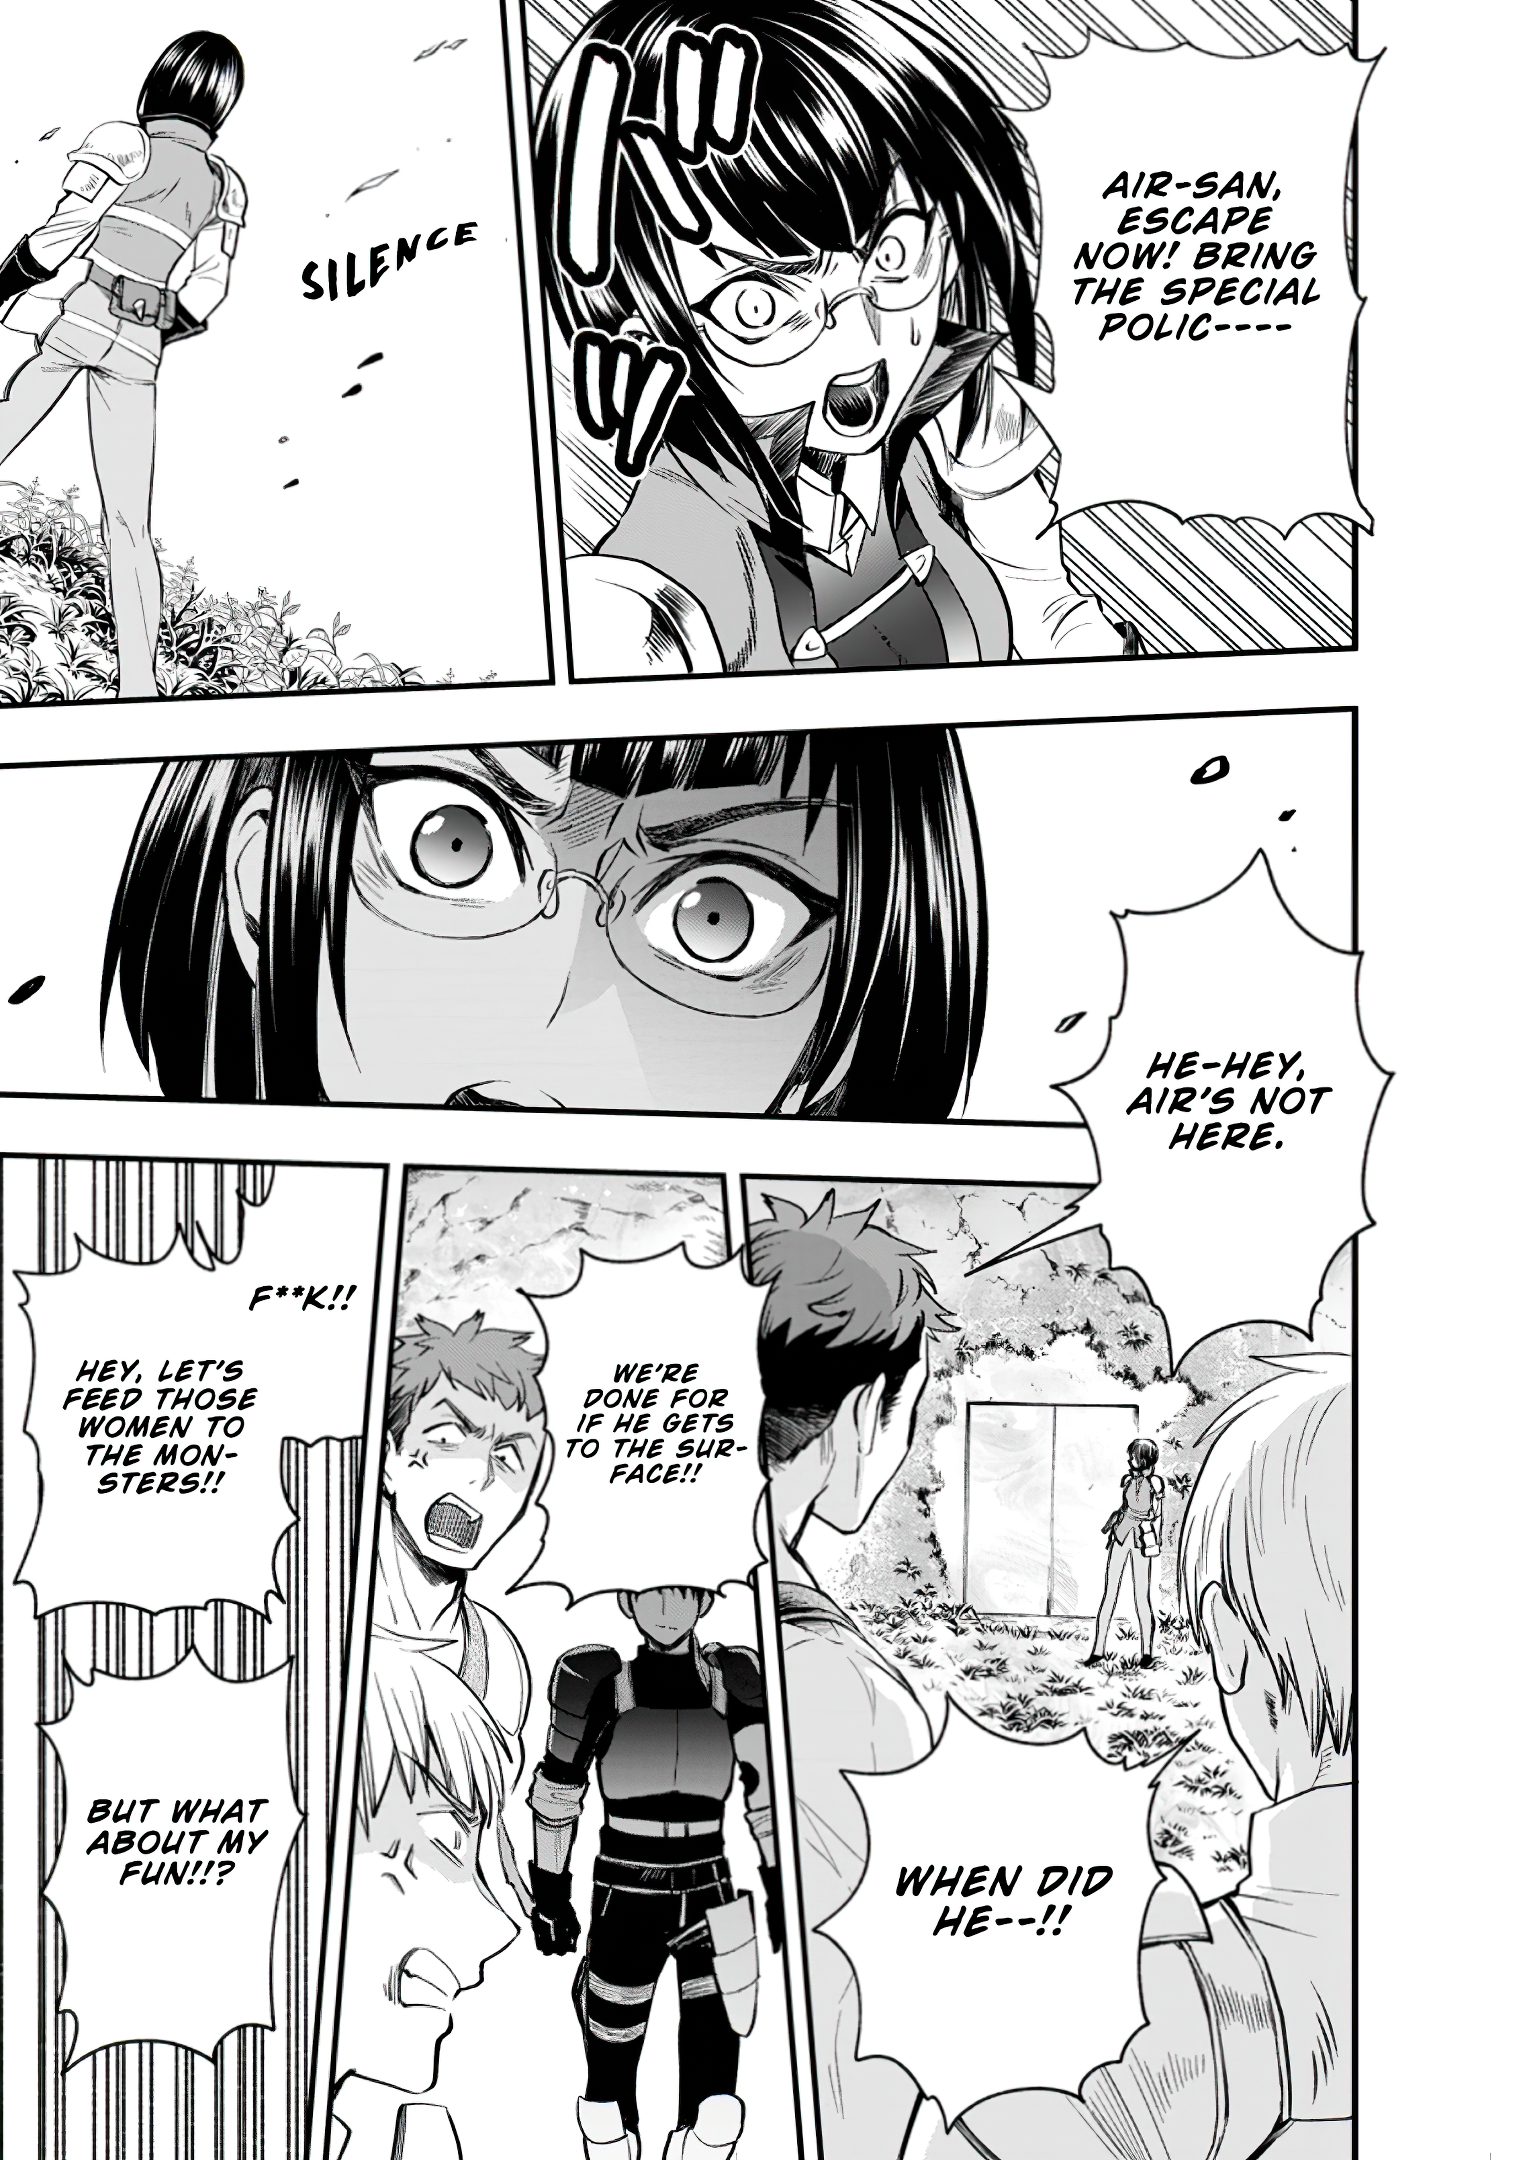 AIR-SAN,
ESCAPE
NOW! BRING
THE SPECIAL
POLIC----
バ゛ッ
SILENCE
HE-HEY,
AIR'S NOT
HERE.
WHEN DID
HE--!!
WE'RE
DONE FOR
IF HE GETS
TO THE SUR-
FACE!!
F**K!!
HEY, LET'S
FEED THOSE
WOMEN TO
THE MON-
STERS!!
BUT WHAT
ABOUT MY
FUN!!?